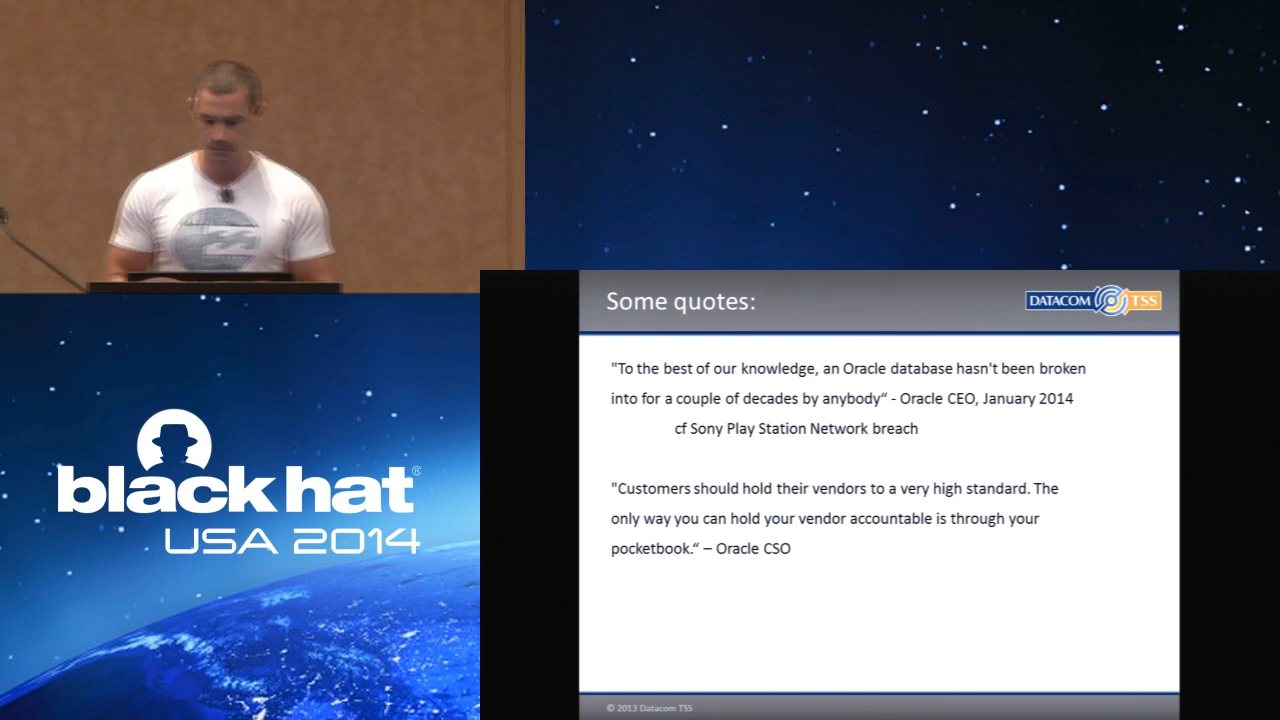 Some quotes:
DATACOM TSS
"To the best of our knowledge, an Oracle database hasn't been broken
into for a couple of decades by anybody“ - Oracle CEO, January 2014
cf Sony Play Station Network breach
"Customers should hold their vendors to a very high standard. The
only way you can hold your vendor accountable is through your
pocketbook.“ – Oracle CSO
© 2013 Datacom TSS
black hat®
USA 2014